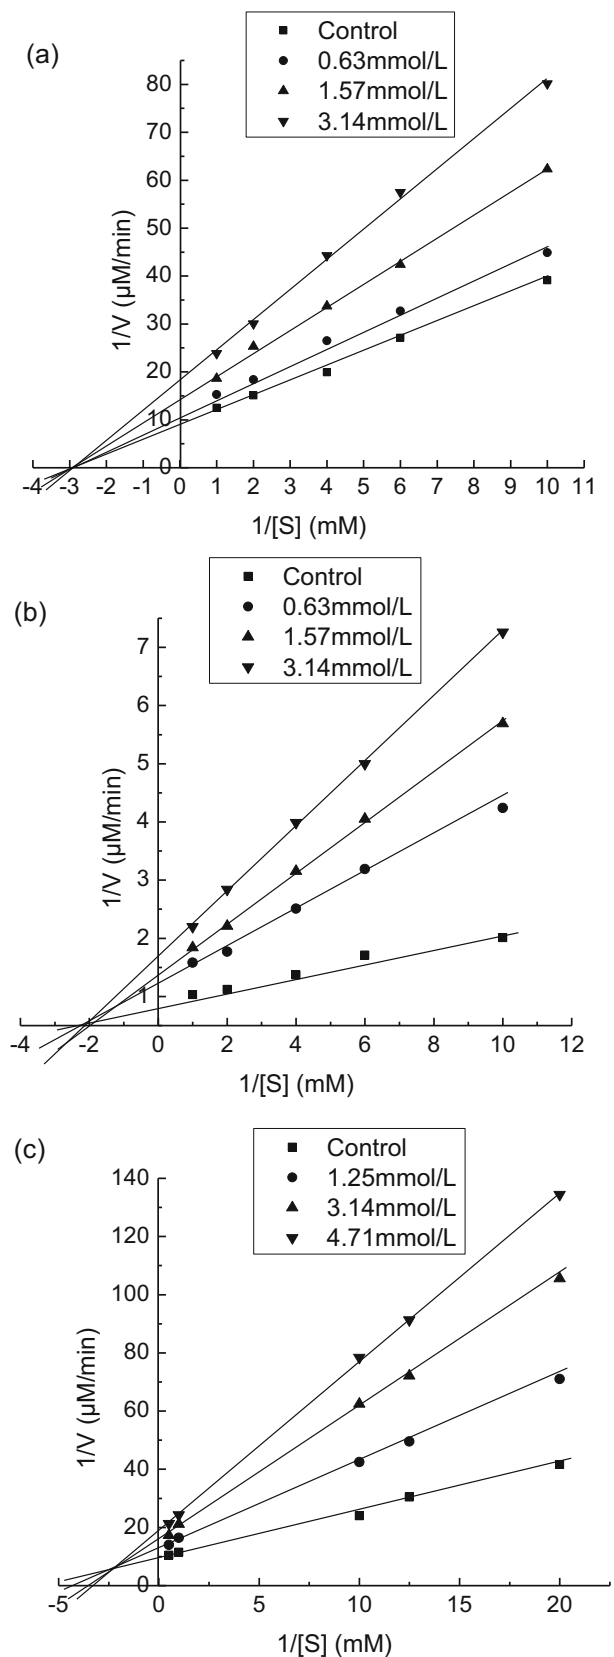 (a)
Control
0.63mmol/L
1.57mmol/L
3.14mmol/L
80
70
60
50
40
30
20
10
0
1/V (μM/min)
-4 -3 -2 -1 0 1 2 3 4 5 6 7 8 9 10 11
1/[S] (mM)
(b)
Control
0.63mmol/L
1.57mmol/L
3.14mmol/L
7
6
5
4
3
2
1
1/V (μM/min)
-4 -2 0 2 4 6 8 10 12
1/[S] (mM)
(c)
Control
1.25mmol/L
3.14mmol/L
4.71mmol/L
140
120
100
80
60
40
20
0
1/V (μM/min)
-5 0 5 10 15 20
1/[S] (mM)